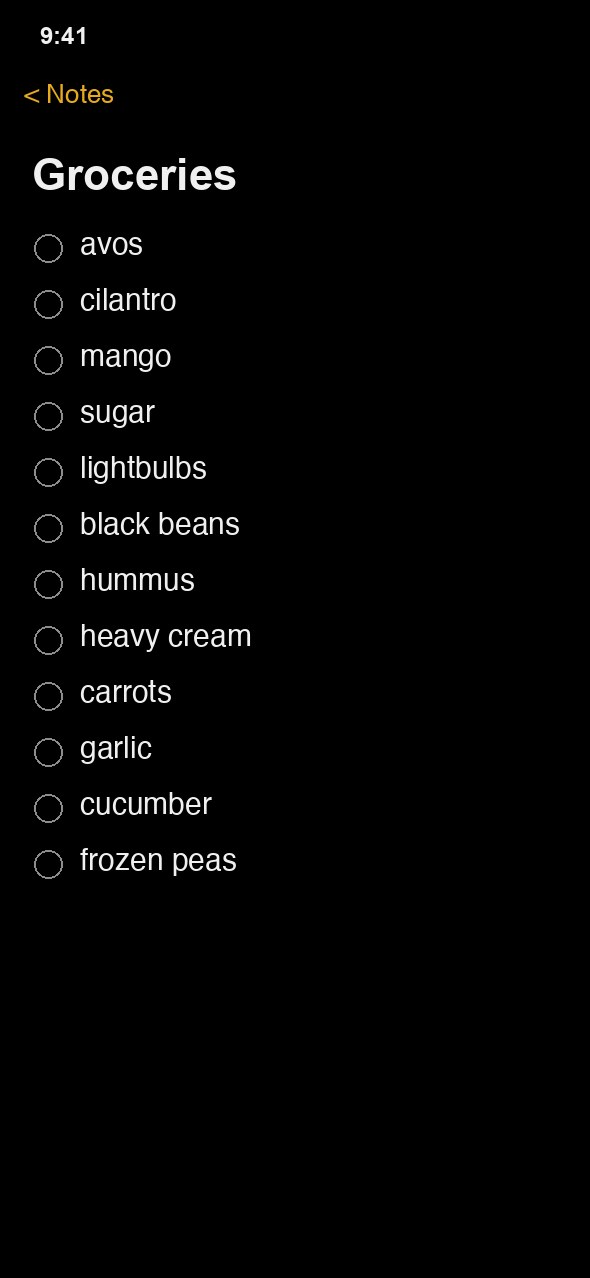 9:41
< Notes
Groceries
avos
cilantro
mango
sugar
lightbulbs
black beans
hummus
heavy cream
carrots
garlic
cucumber
frozen peas